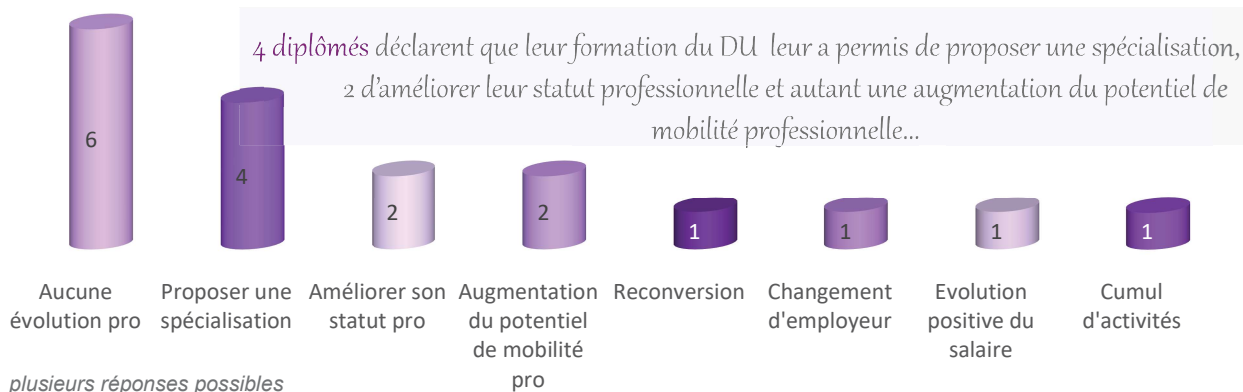 4 diplômés déclarent que leur formation du DU leur a permis de proposer une spécialisation,
2 d'améliorer leur statut professionnelle et autant une augmentation du potentiel de
mobilité professionnelle...
6
4
2
2
1
1
1
1
Aucune
évolution pro
Proposer une
spécialisation
Améliorer son
statut pro
Augmentation
du potentiel
de mobilité
pro
Reconversion
Changement
d'employeur
Evolution
positive du
salaire
Cumul
d'activités
plusieurs réponses possibles